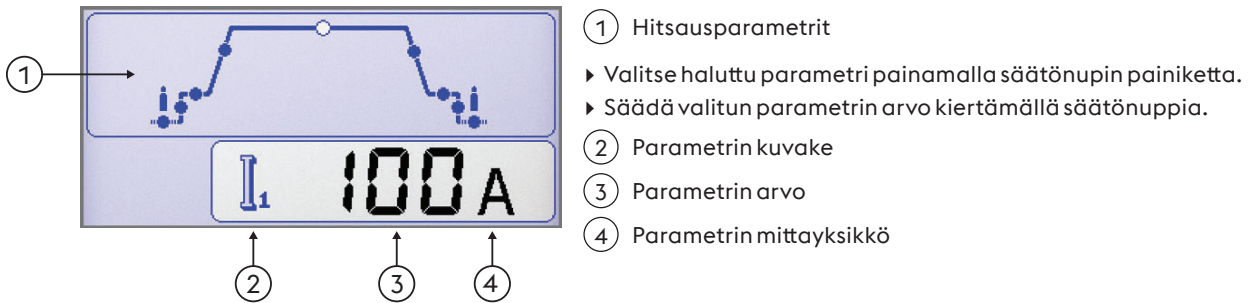 1 Hitsausparametrit
▸ Valitse haluttu parametri painamalla säätönupin painiketta.
▸ Säädä valitun parametrin arvo kiertämällä säätönuppia.
2 Parametrin kuvake
3 Parametrin arvo
4 Parametrin mittayksikkö
1
I1 100 A
2 3 4